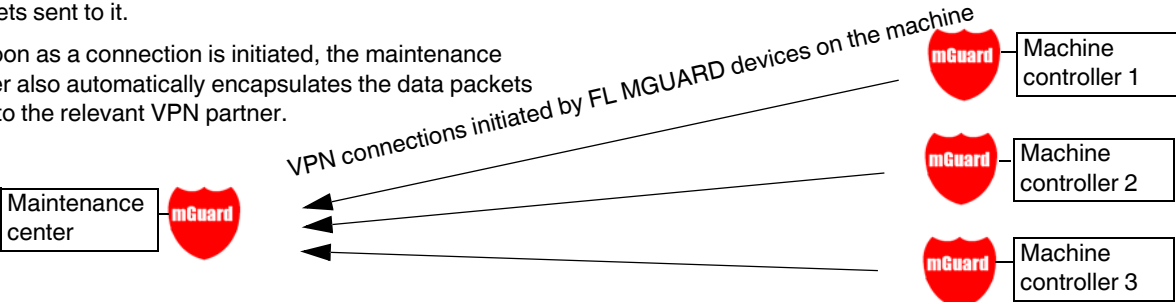 ets sent to it.
oon as a connection is initiated, the maintenance
er also automatically encapsulates the data packets
to the relevant VPN partner.
VPN connections initiated by FL MGUARD devices on the machine
mGuard
Machine
controller 1
mGuard
Machine
controller 2
Maintenance
center
mGuard
mGuard
Machine
controller 3